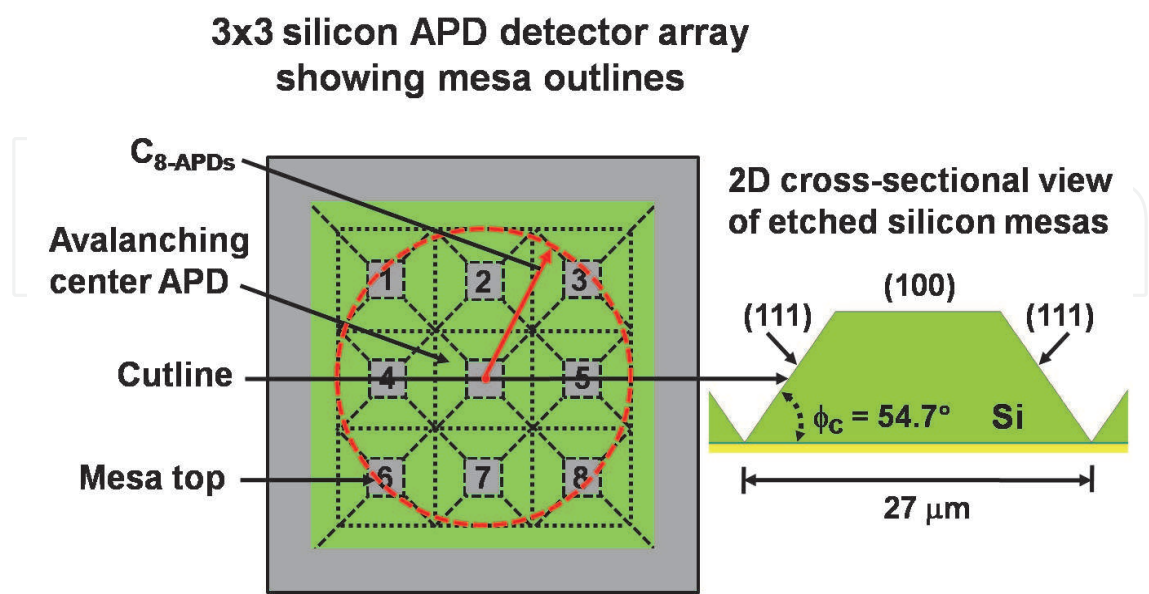 3x3 silicon APD detector array
showing mesa outlines
C8-APDs
Avalanching
center APD
Cutline
Mesa top
1 2 3
4 5
6 7 8
2D cross-sectional view
of etched silicon mesas
(100)
(111) (111)
ϕc = 54.7° Si
27 μm